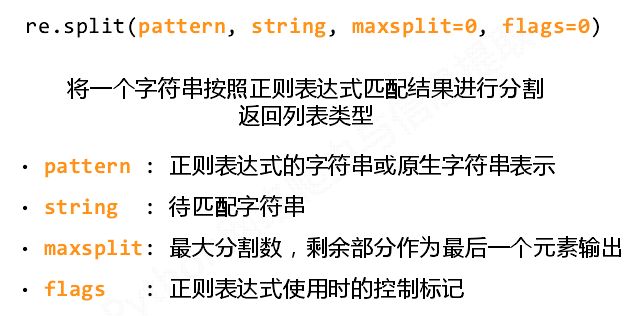 re.split(pattern, string, maxsplit=0, flags=0)
将一个字符串按照正则表达式匹配结果进行分割
返回列表类型
· pattern : 正则表达式的字符串或原生字符串表示
· string : 待匹配字符串
· maxsplit: 最大分割数，剩余部分作为最后一个元素输出
· flags : 正则表达式使用时的控制标记